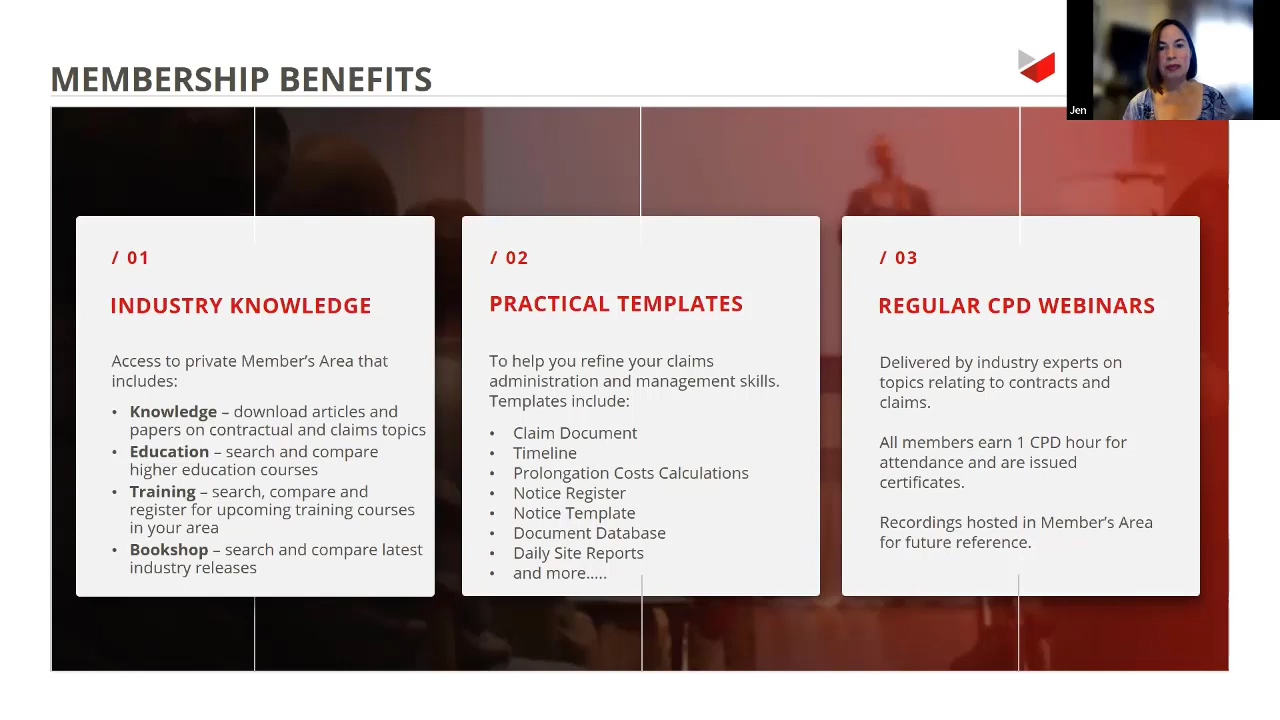 MEMBERSHIP BENEFITS
Jen
/ 01
INDUSTRY KNOWLEDGE
Access to private Member’s Area that
includes:
• Knowledge – download articles and
papers on contractual and claims topics
• Education – search and compare
higher education courses
• Training – search, compare and
register for upcoming training courses
in your area
• Bookshop – search and compare latest
industry releases
/ 02
PRACTICAL TEMPLATES
To help you refine your claims
administration and management skills.
Templates include:
• Claim Document
• Timeline
• Prolongation Costs Calculations
• Notice Register
• Notice Template
• Document Database
• Daily Site Reports
• and more.....
/ 03
REGULAR CPD WEBINARS
Delivered by industry experts on
topics relating to contracts and
claims.
All members earn 1 CPD hour for
attendance and are issued
certificates.
Recordings hosted in Member’s Area
for future reference.